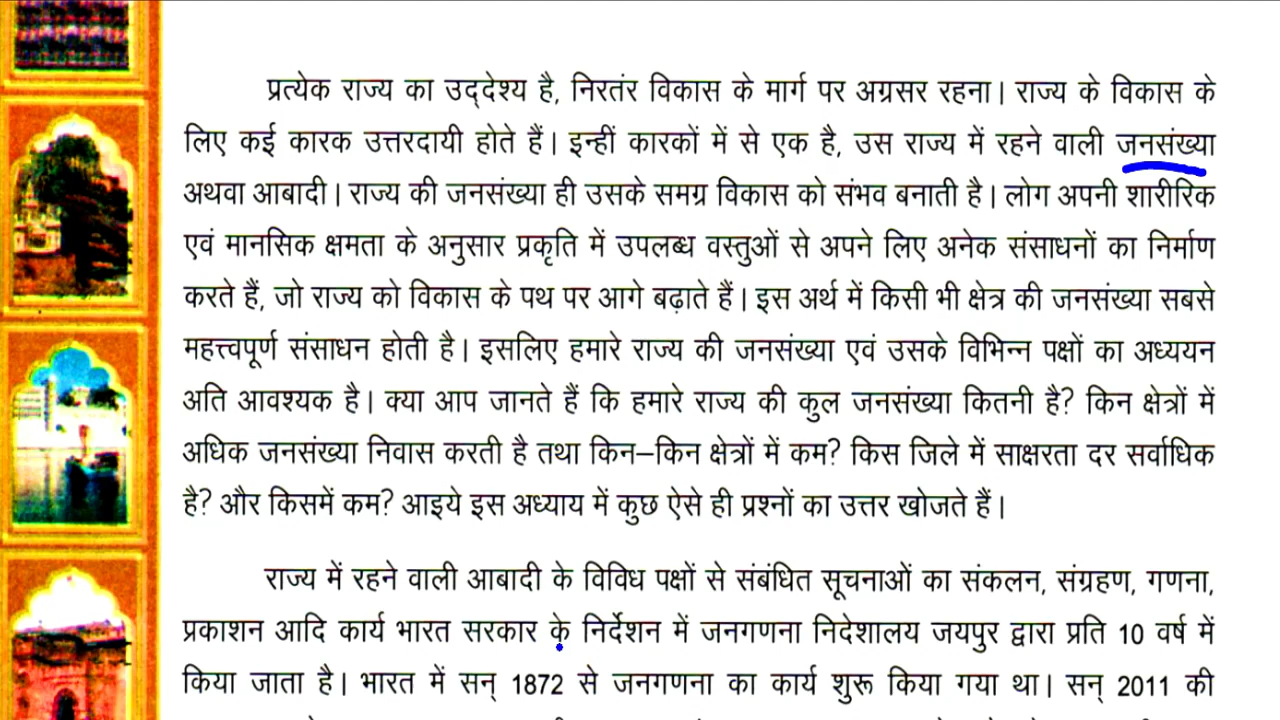 प्रत्येक राज्य का उद्देश्य है, निरतंर विकास के मार्ग पर अग्रसर रहना। राज्य के विकास के
लिए कई कारक उत्तरदायी होते हैं। इन्हीं कारकों में से एक है, उस राज्य में रहने वाली जनसंख्या
अथवा आबादी। राज्य की जनसंख्या ही उसके समग्र विकास को संभव बनाती है। लोग अपनी शारीरिक
एवं मानसिक क्षमता के अनुसार प्रकृति में उपलब्ध वस्तुओं से अपने लिए अनेक संसाधनों का निर्माण
करते हैं, जो राज्य को विकास के पथ पर आगे बढ़ाते हैं। इस अर्थ में किसी भी क्षेत्र की जनसंख्या सबसे
महत्त्वपूर्ण संसाधन होती है। इसलिए हमारे राज्य की जनसंख्या एवं उसके विभिन्न पक्षों का अध्ययन
अति आवश्यक है। क्या आप जानते हैं कि हमारे राज्य की कुल जनसंख्या कितनी है? किन क्षेत्रों में
अधिक जनसंख्या निवास करती है तथा किन–किन क्षेत्रों में कम? किस जिले में साक्षरता दर सर्वाधिक
है? और किसमें कम? आइये इस अध्याय में कुछ ऐसे ही प्रश्नों का उत्तर खोजते हैं।
राज्य में रहने वाली आबादी के विविध पक्षों से संबंधित सूचनाओं का संकलन, संग्रहण, गणना,
प्रकाशन आदि कार्य भारत सरकार के निर्देशन में जनगणना निदेशालय जयपुर द्वारा प्रति 10 वर्ष में
किया जाता है। भारत में सन् 1872 से जनगणना का कार्य शुरू किया गया था। सन् 2011 की